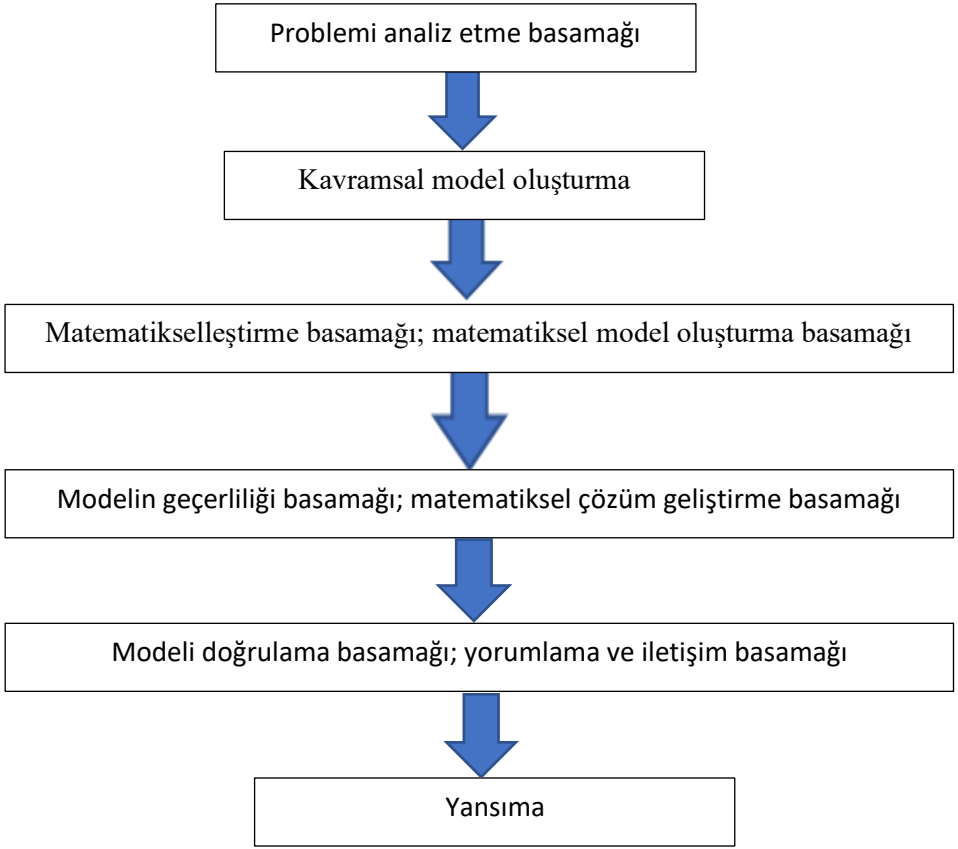 Problemi analiz etme basamağı
Kavramsal model oluşturma
Matematikselleştirme basamağı; matematiksel model oluşturma basamağı
Modelin geçerliliği basamağı; matematiksel çözüm geliştirme basamağı
Modeli doğrulama basamağı; yorumlama ve iletişim basamağı
Yansıma